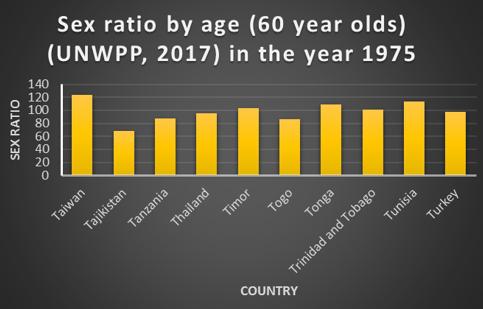 Sex ratio by age (60 year olds)
(UNWPP, 2017) in the year 1975
SEX RATIO
140
120
100
80
60
40
20
0
Taiwan
Tajikistan
Tanzania
Thailand
Timor
Togo
Tonga
Trinidad and Tobago
Tunisia
Turkey
COUNTRY